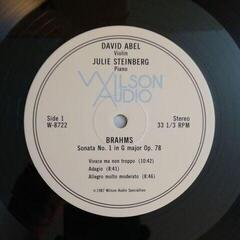 DAVID ABEL
Violin
JULIE STEINBERG
Piano
WILSON
AUDIO
Side 1
Stereo
W-8722
33 1/3 RPM
BRAHMS
Sonata No. 1 in G major Op. 78
Vivace ma non troppo (10:42)
Adagio (8:41)
Allegro molto moderato (8:46)
©1987 Wilson Audio Specialties